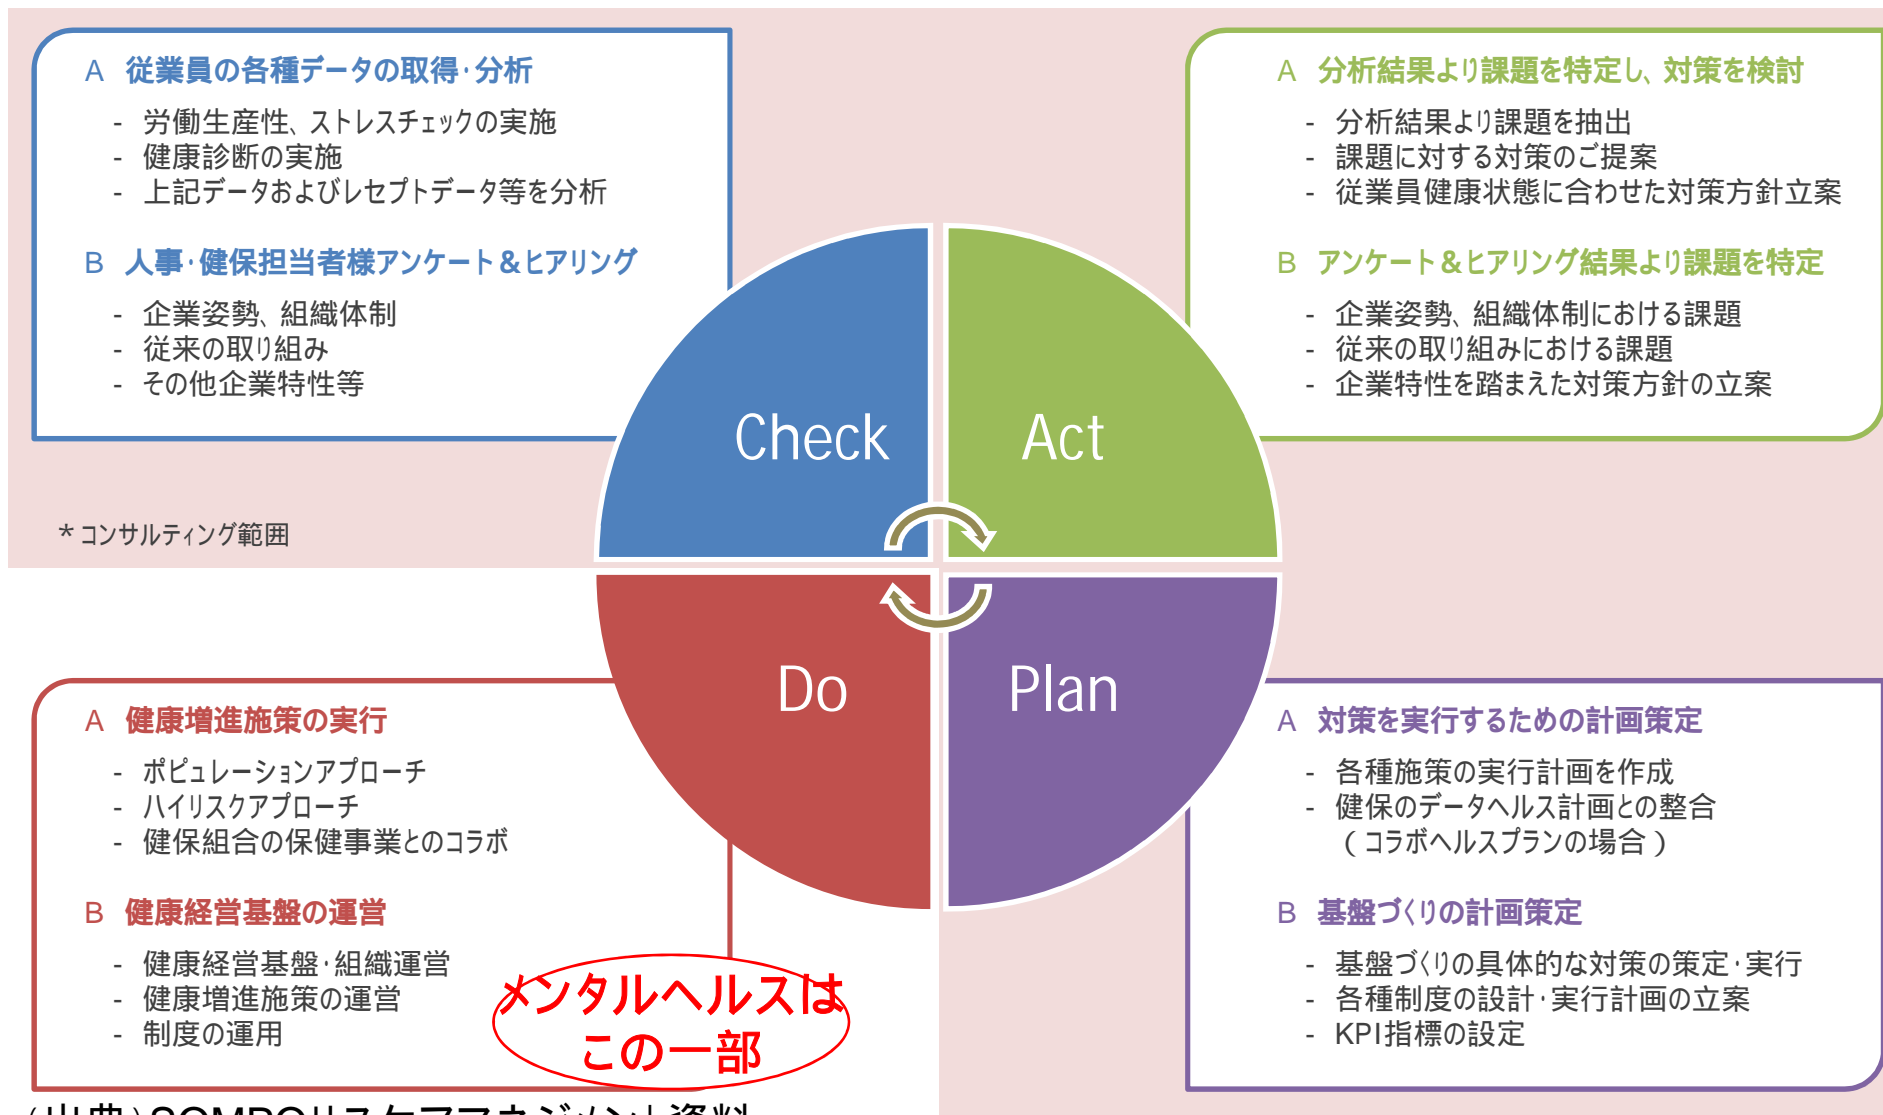 A 従業員の各種データの取得・分析
- 労働生産性、ストレスチェックの実施
- 健康診断の実施
- 上記データおよびレセプトデータ等を分析
B 人事・健保担当者様アンケート＆ヒアリング
- 企業姿勢、組織体制
- 従来の取り組み
- その他企業特性等
＊コンサルティング範囲
A 分析結果より課題を特定し、対策を検討
- 分析結果より課題を抽出
- 課題に対する対策のご提案
- 従業員健康状態に合わせた対策方針立案
B アンケート＆ヒアリング結果より課題を特定
- 企業姿勢、組織体制における課題
- 従来の取り組みにおける課題
- 企業特性を踏まえた対策方針の立案
Check
Act
Do
Plan
A 健康増進施策の実行
- ポピュレーションアプローチ
- ハイリスクアプローチ
- 健保組合の保健事業とのコラボ
B 健康経営基盤の運営
- 健康経営基盤・組織運営
- 健康増進施策の運営
- 制度の運用
メンタルヘルスは
この一部
A 対策を実行するための計画策定
- 各種施策の実行計画を作成
- 健保のデータヘルス計画との整合
（コラボヘルスプランの場合）
B 基盤づくりの計画策定
- 基盤づくりの具体的な対策の策定・実行
- 各種制度の設計・実行計画の立案
- KPI指標の設定
（出典）SOMPOリスケアマネジメント資料